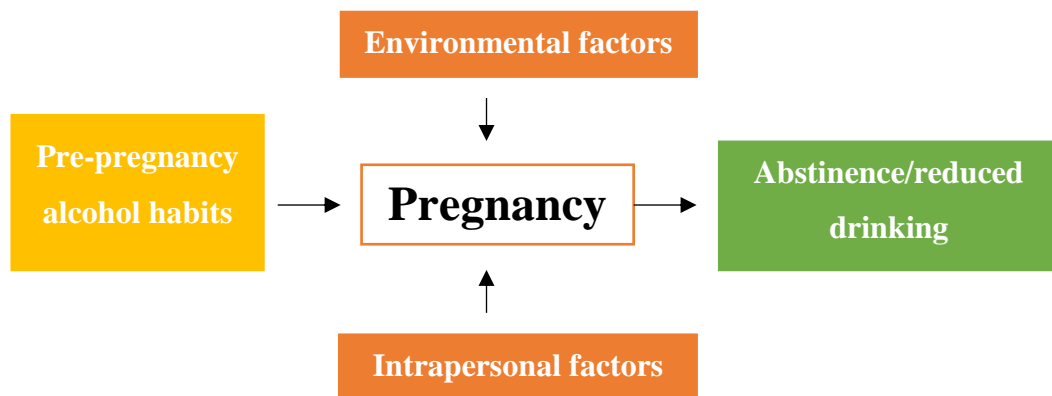 Environmental factors
Pre-pregnancy
alcohol habits
Pregnancy
Abstinence/reduced
drinking
Intrapersonal factors